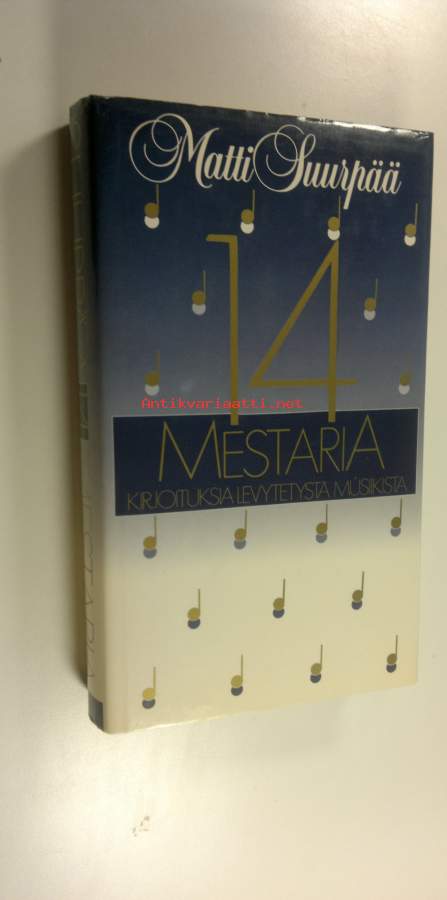 Matti Suurpää
14
Antikvariaatti.net
MESTARIA
KIRJOITUKSIA LEVYTETYSTÄ MUSIIKISTA